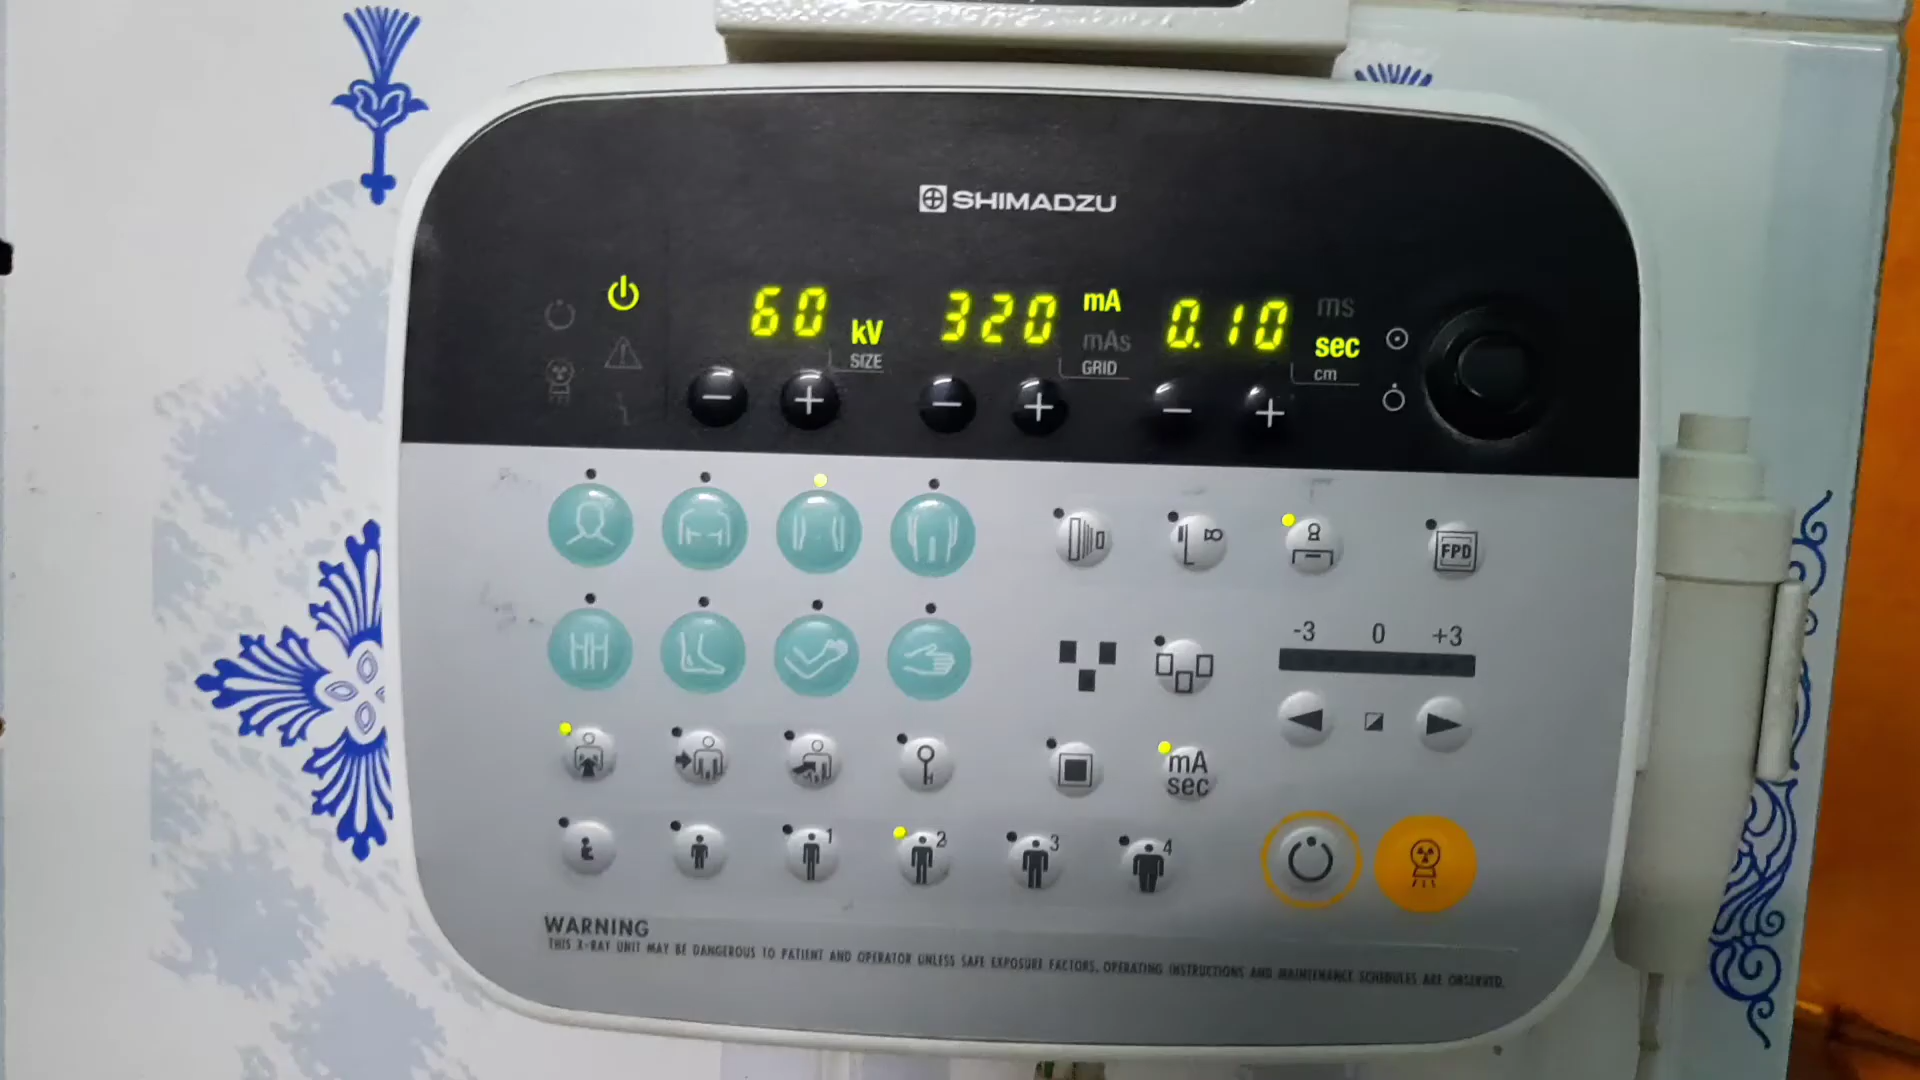 SHIMADZU
60 kV 320 mA 0.10 ms
mAs sec
SIZE GRID cm
FPD
-3 0 +3
mA
sec
1 2 3 4
WARNING
THIS X-RAY UNIT MAY BE DANGEROUS TO PATIENT AND OPERATOR UNLESS SAFE EXPOSURE FACTORS, OPERATING INSTRUCTIONS AND MAINTENANCE SCHEDULES ARE OBSERVED.